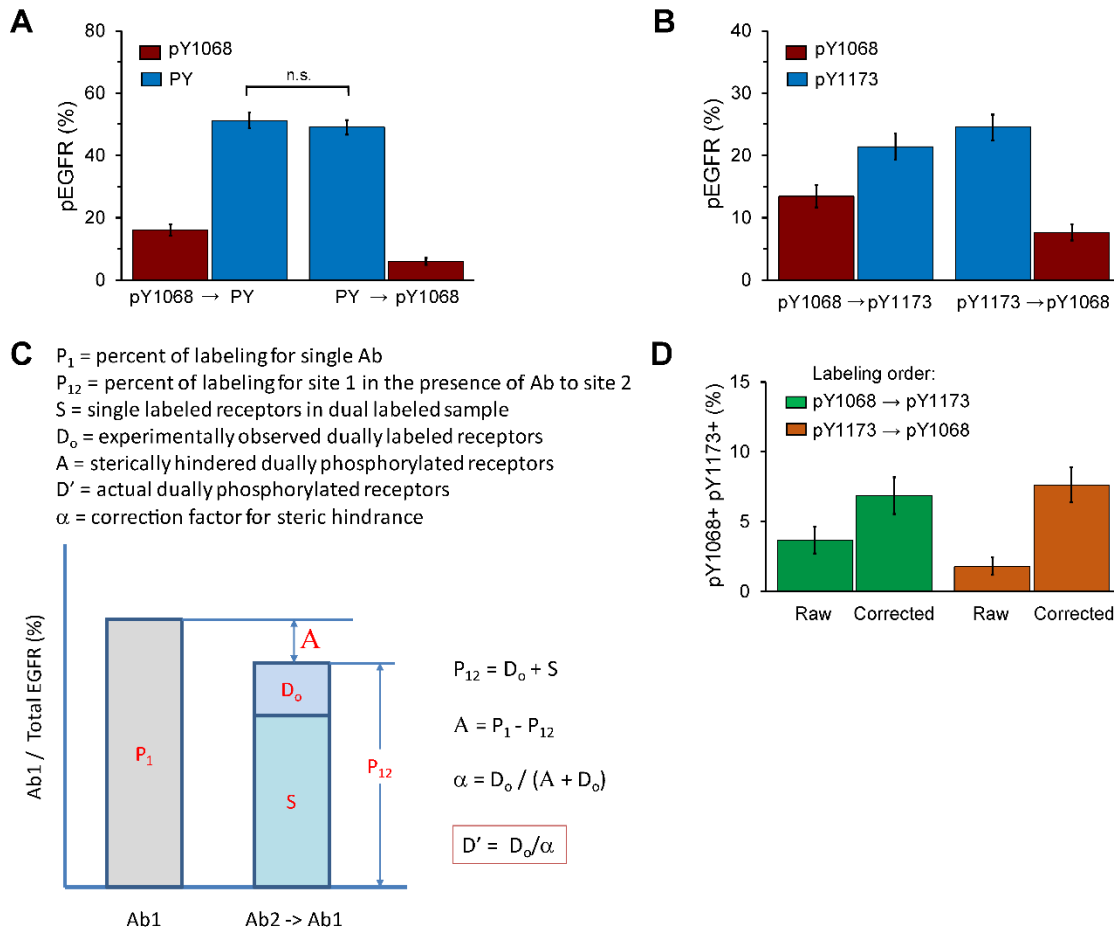 A
80
60
40
20
0
pEGFR (%)
pY1068
PY
n.s.
pY1068 → PY
PY → pY1068
B
40
30
20
10
0
pEGFR (%)
pY1068
pY1173
pY1068→pY1173
pY1173→pY1068
C
P₁ = percent of labeling for single Ab
P₁₂ = percent of labeling for site 1 in the presence of Ab to site 2
S = single labeled receptors in dual labeled sample
Dₒ = experimentally observed dually labeled receptors
A = sterically hindered dually phosphorylated receptors
D’ = actual dually phosphorylated receptors
α = correction factor for steric hindrance
Ab1 / Total EGFR (%)
P₁
A
Dₒ
S
P₁₂
Ab1
Ab2 -> Ab1
P₁₂ = Dₒ + S
A = P₁ - P₁₂
α = Dₒ / (A + Dₒ)
D’ = Dₒ/α
D
15
10
5
0
pY1068+ pY1173+ (%)
Labeling order:
pY1068 → pY1173
pY1173 → pY1068
Raw
Corrected
Raw
Corrected